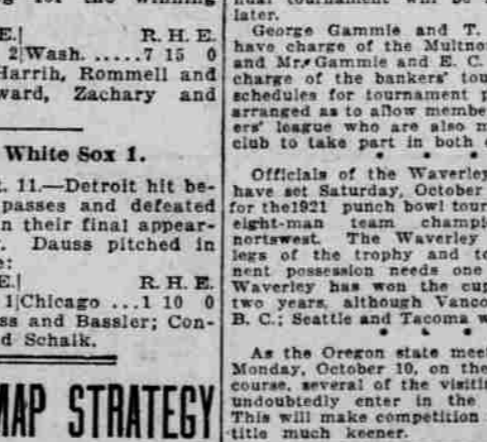 E.| R. H. E.
2|Wash. .....7 15 0
Harrih, Rommell and
ward, Zachary and
White Sox 1.
t. 11.—Detroit hit be-
passes and defeated
n their final appear-
. Dauss pitched in
e:
E.| R. H. E.
1|Chicago ...1 10 0
ss and Bassler; Con-
d Schalk.
MAP STRATEGY
later.
George Gammie and T.
have charge of the Multno
and Mr. Gammie and E. C.
charge of the bankers' tou
schedules for tournament p
arranged as to allow membe
ers' league who are also m
club to take part in both
* * *
Officials of the Waverley
have set Saturday, October
for the1921 punch bowl tour
eight-man team champi
nortswest. The Waverley
legs of the trophy and to
nent possession needs one
Waverley has won the cup
two years, although Vanco
B. C.; Seattle and Tacoma w
* * *
As the Oregon state meet
Monday, October 10, on the
course, several of the visiti
undoubtedly enter in the
This will make competition
title much keener.